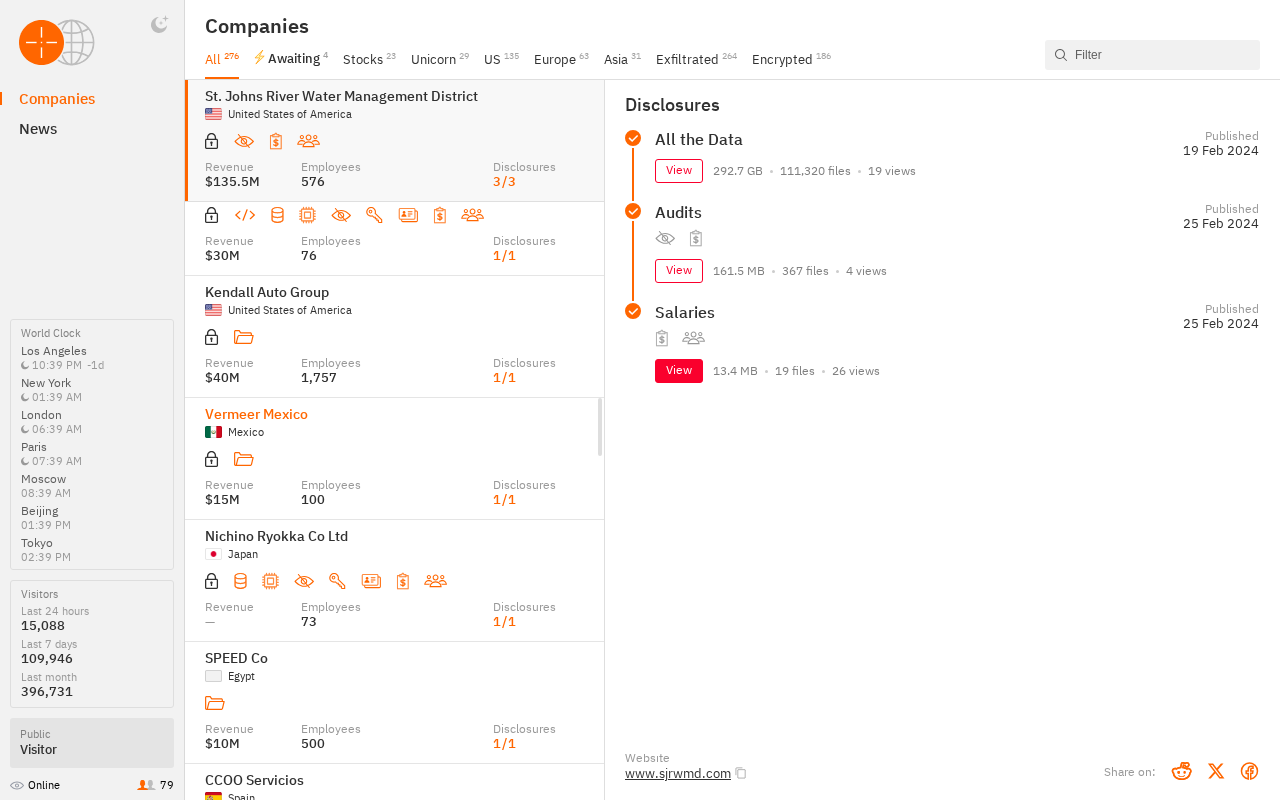 Companies
News
World Clock
Los Angeles
10:39 PM -1d
New York
01:39 AM
London
06:39 AM
Paris
07:39 AM
Moscow
08:39 AM
Beijing
01:39 PM
Tokyo
02:39 PM
Visitors
Last 24 hours
15,088
Last 7 days
109,946
Last month
396,731
Public
Visitor
Online 79
Companies
All 276 Awaiting 4 Stocks 23 Unicorn 29 US 135 Europe 63 Asia 31 Exfiltrated 264 Encrypted 186
Filter
St. Johns River Water Management District
United States of America
Revenue Employees Disclosures
$135.5M 576 3/3
Revenue Employees Disclosures
$30M 76 1/1
Kendall Auto Group
United States of America
Revenue Employees Disclosures
$40M 1,757 1/1
Vermeer Mexico
Mexico
Revenue Employees Disclosures
$15M 100 1/1
Nichino Ryokka Co Ltd
Japan
Revenue Employees Disclosures
— 73 1/1
SPEED Co
Egypt
Revenue Employees Disclosures
$10M 500 1/1
CCOO Servicios
Spain
Disclosures
All the Data
Published
19 Feb 2024
View 292.7 GB • 111,320 files • 19 views
Audits
Published
25 Feb 2024
View 161.5 MB • 367 files • 4 views
Salaries
Published
25 Feb 2024
View 13.4 MB • 19 files • 26 views
Website
www.sjrwmd.com
Share on: